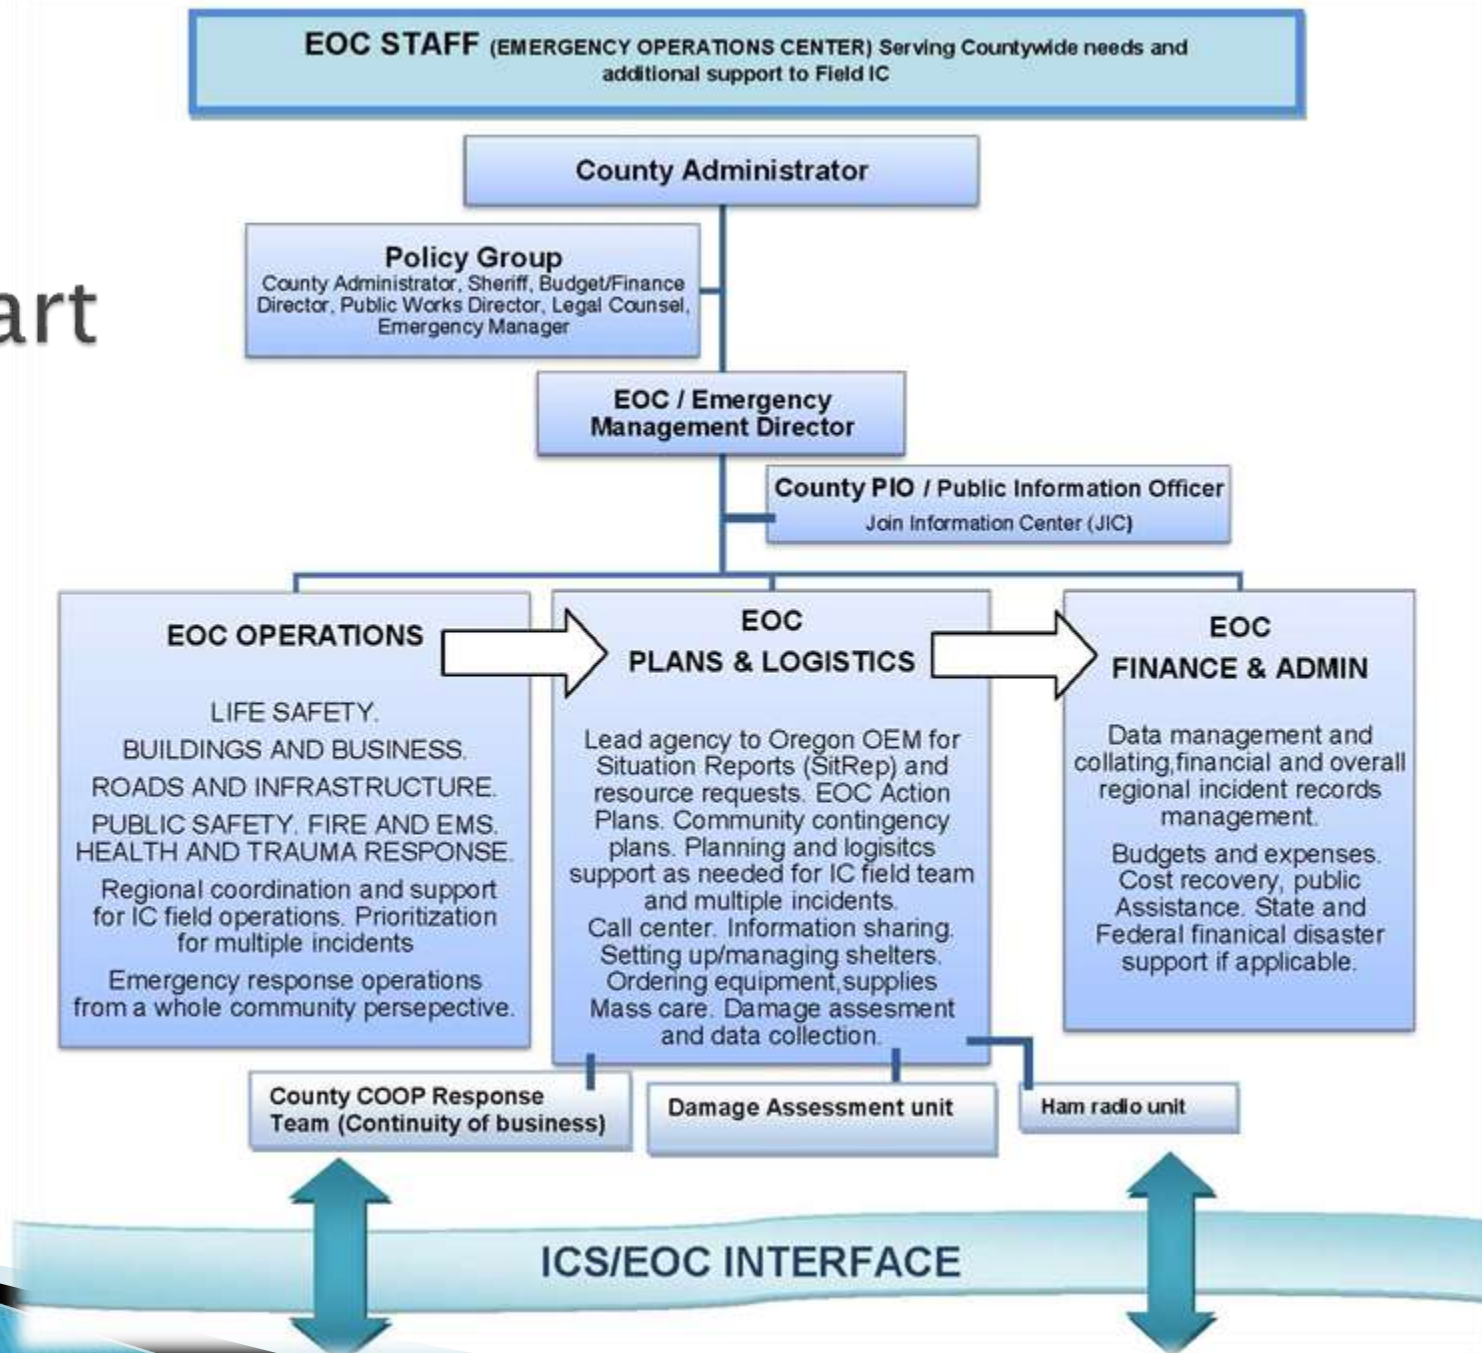 EOC STAFF (EMERGENCY OPERATIONS CENTER) Serving Countywide needs and
additional support to Field IC
County Administrator
Policy Group
County Administrator, Sheriff, Budget/Finance
Director, Public Works Director, Legal Counsel,
Emergency Manager
art
EOC / Emergency
Management Director
County PIO / Public Information Officer
Join Information Center (JIC)
EOC OPERATIONS
LIFE SAFETY.
BUILDINGS AND BUSINESS.
ROADS AND INFRASTRUCTURE.
PUBLIC SAFETY. FIRE AND EMS.
HEALTH AND TRAUMA RESPONSE.
Regional coordination and support
for IC field operations. Prioritization
for multiple incidents
Emergency response operations
from a whole community persepective.
EOC
PLANS & LOGISTICS
Lead agency to Oregon OEM for
Situation Reports (SitRep) and
resource requests. EOC Action
Plans. Community contingency
plans. Planning and logisitcs
support as needed for IC field team
and multiple incidents.
Call center. Information sharing.
Setting up/managing shelters.
Ordering equipment,supplies
Mass care. Damage assesment
and data collection.
EOC
FINANCE & ADMIN
Data management and
collating,financial and overall
regional incident records
management.
Budgets and expenses.
Cost recovery, public
Assistance. State and
Federal finanical disaster
support if applicable.
County COOP Response
Team (Continuity of business)
Damage Assessment unit
Ham radio unit
ICS/EOC INTERFACE